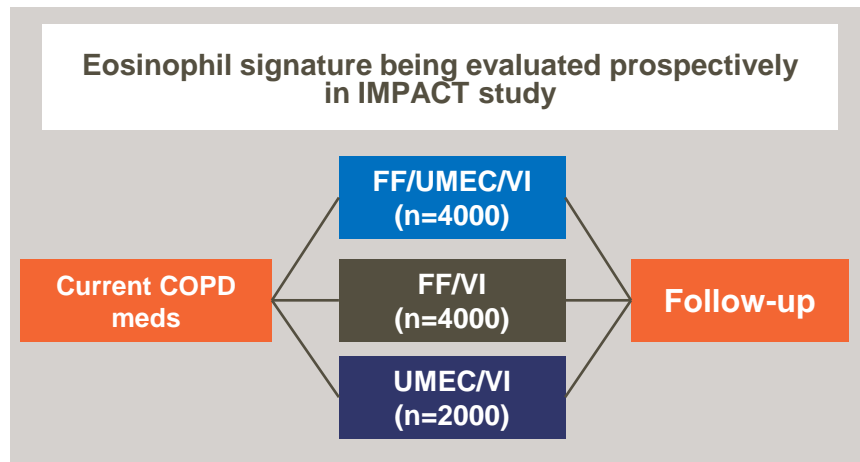 Eosinophil signature being evaluated prospectively
in IMPACT study
FF/UMEC/VI
(n=4000)
Current COPD
meds
FF/VI
(n=4000)
Follow-up
UMEC/VI
(n=2000)